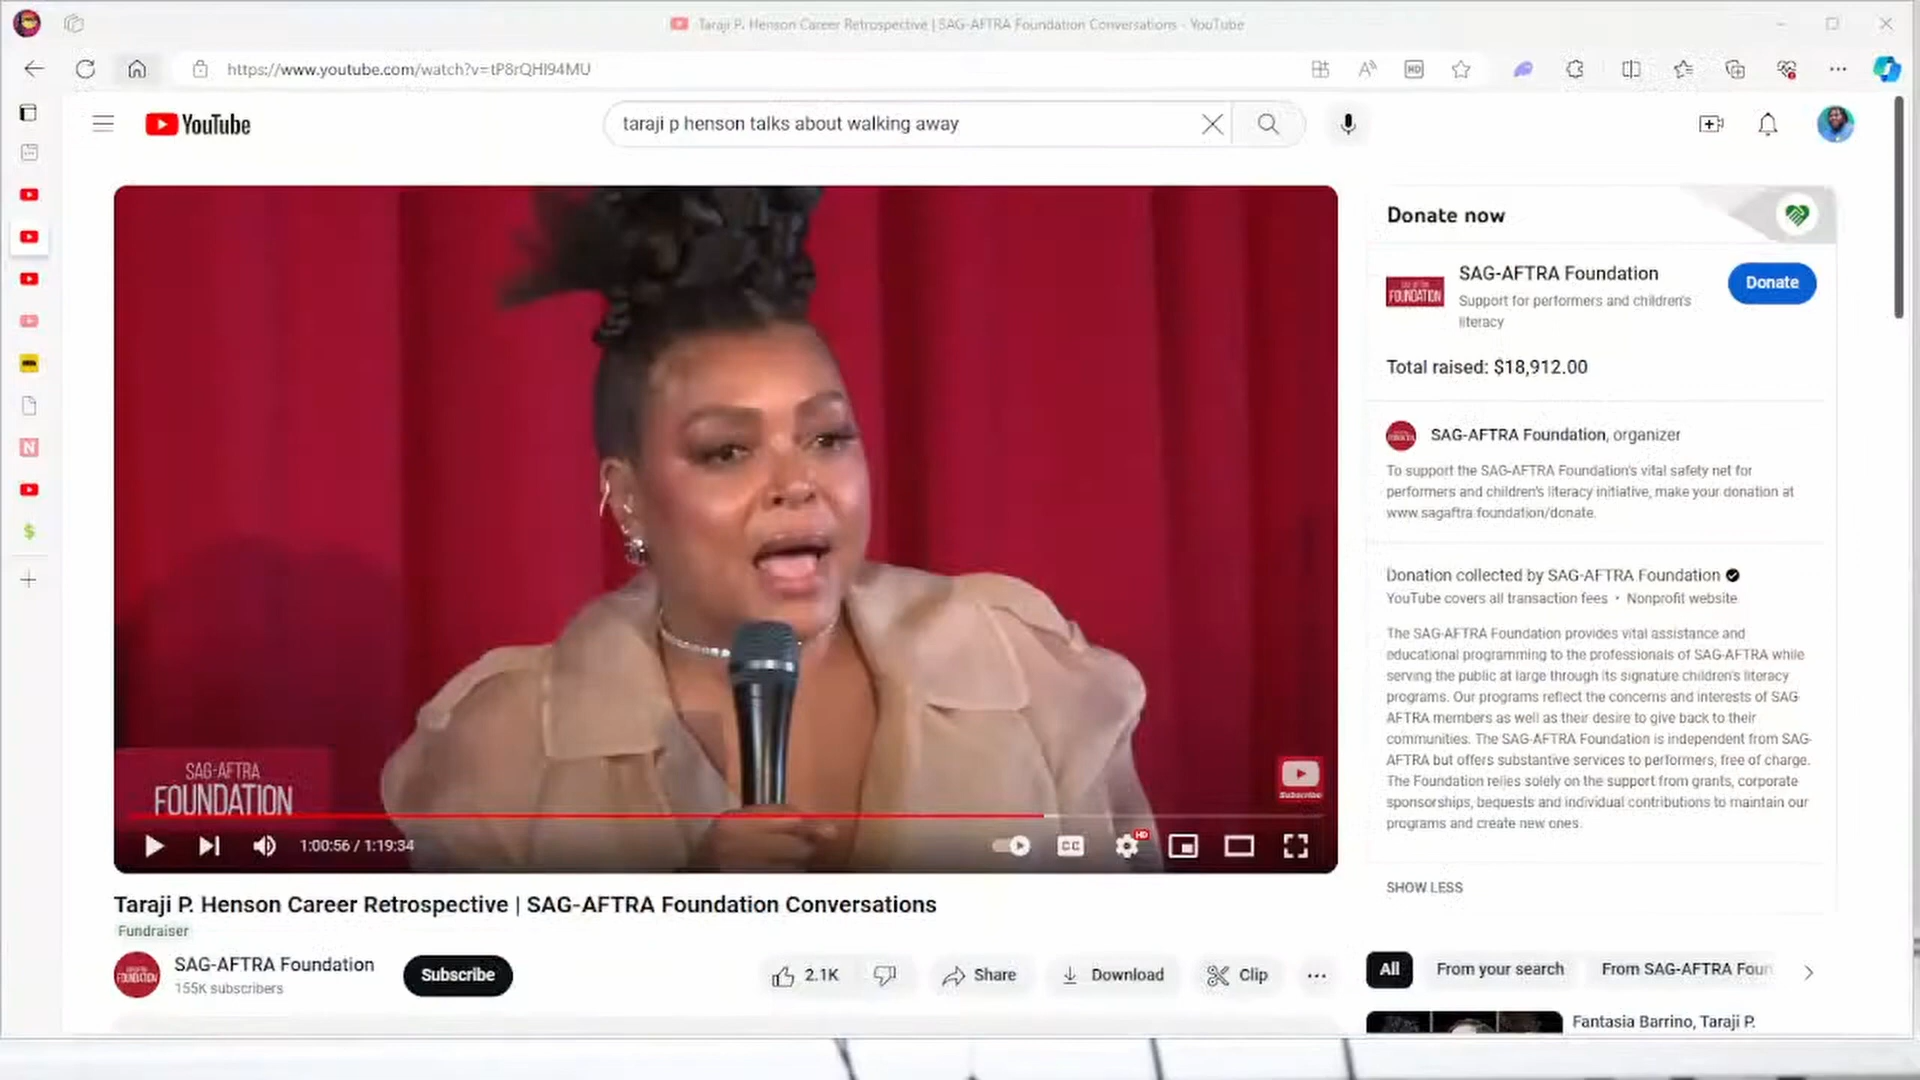 Taraji P. Henson Career Retrospective | SAG-AFTRA Foundation Conversations - YouTube
https://www.youtube.com/watch?v=tP8rQHI94MU
YouTube
taraji p henson talks about walking away
Donate now
SAG-AFTRA Foundation
Support for performers and children's
literacy
Donate
FOUNDATION
Total raised: $18,912.00
SAG-AFTRA Foundation, organizer
To support the SAG-AFTRA Foundation's vital safety net for
performers and children's literacy initiative, make your donation at
www.sagaftra.foundation/donate.
Donation collected by SAG-AFTRA Foundation
YouTube covers all transaction fees • Nonprofit website
The SAG-AFTRA Foundation provides vital assistance and
educational programming to the professionals of SAG-AFTRA while
serving the public at large through its signature children's literacy
programs. Our programs reflect the concerns and interests of SAG-
AFTRA members as well as their desire to give back to their
communities. The SAG-AFTRA Foundation is independent from SAG-
AFTRA but offers substantive services to performers, free of charge.
The Foundation relies solely on the support from grants, corporate
sponsorships, bequests and individual contributions to maintain our
programs and create new ones.
SHOW LESS
SAG-AFTRA
FOUNDATION
Subscribe
1:00:56 / 1:19:34
CC
HD
Taraji P. Henson Career Retrospective | SAG-AFTRA Foundation Conversations
Fundraiser
SAG-AFTRA Foundation
155K subscribers
Subscribe
2.1K
Share
Download
Clip
All
From your search
From SAG-AFTRA Foun
Fantasia Barrino, Taraji P.